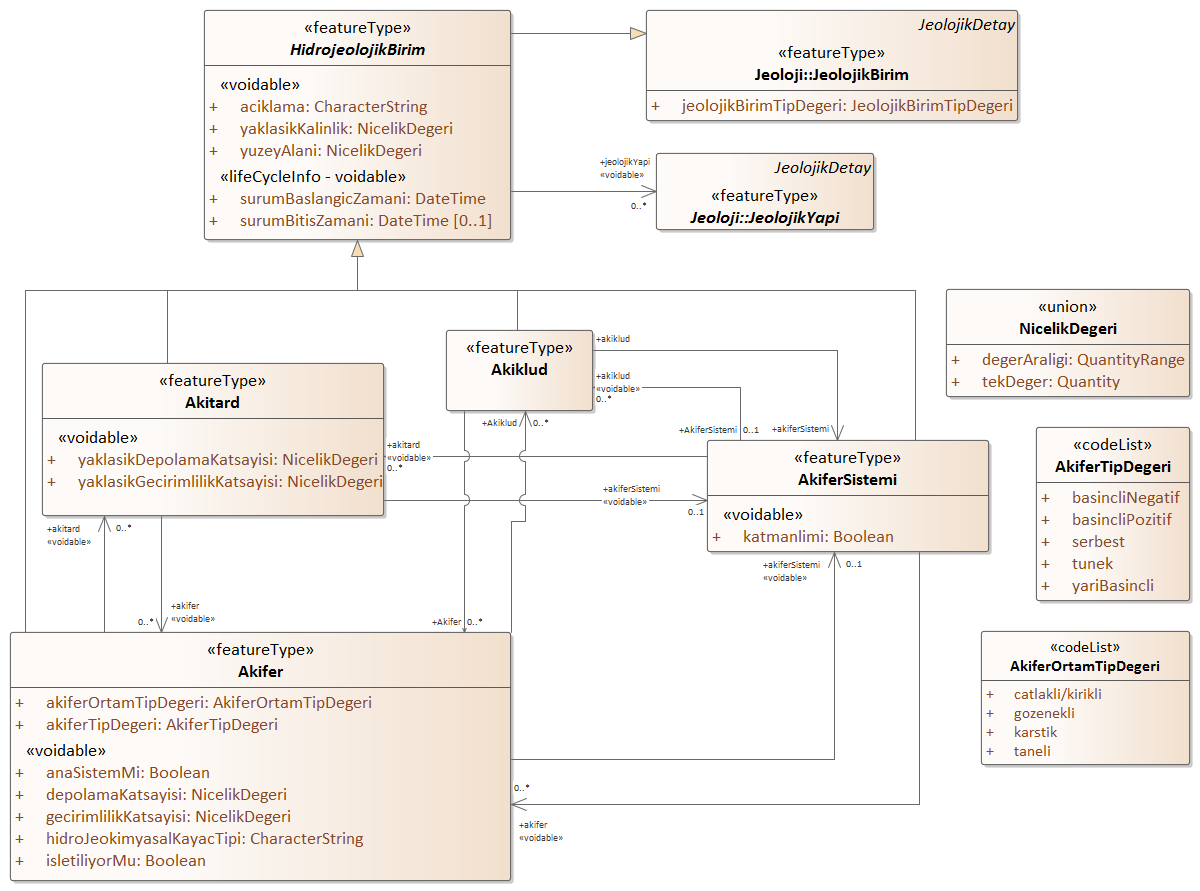 «featureType»
HidrojeolojikBirim
«voidable»
+ aciklama: CharacterString
+ yaklasikKalinlik: NicelikDegeri
+ yuzeyAlani: NicelikDegeri
«lifeCycleInfo - voidable»
+ surumBaslangicZamani: DateTime
+ surumBitisZamani: DateTime [0..1]
JeolojikDetay
«featureType»
Jeoloji::JeolojikBirim
+ jeolojikBirimTipDegeri: JeolojikBirimTipDegeri
+jeolojikYapi
«voidable»
0..*
JeolojikDetay
«featureType»
Jeoloji::JeolojikYapi
«union»
NicelikDegeri
+ degerAraligi: QuantityRange
+ tekDeger: Quantity
«featureType»
Akiklud
+akiklud
+akiklud
«voidable»
0..*
+Akiklud
0..*
+AkiferSistemi
0..1
+akiferSistemi
«featureType»
Akitard
«voidable»
+ yaklasikDepolamaKatsayisi: NicelikDegeri
+ yaklasikGecirimlilikKatsayisi: NicelikDegeri
+akitard
«voidable»
0..*
+akiferSistemi
«voidable»
0..1
«featureType»
AkiferSistemi
«voidable»
+ katmanlimi: Boolean
«codeList»
AkiferTipDegeri
+ basincliNegatif
+ basincliPozitif
+ serbest
+ tunek
+ yariBasincli
+akitard
«voidable»
0..*
+akiferSistemi
«voidable»
0..1
0..*
+akifer
«voidable»
+Akifer
0..*
«featureType»
Akifer
+ akiferOrtamTipDegeri: AkiferOrtamTipDegeri
+ akiferTipDegeri: AkiferTipDegeri
«voidable»
+ anaSistemMi: Boolean
+ depolamaKatsayisi: NicelikDegeri
+ gecirimlilikKatsayisi: NicelikDegeri
+ hidroJeokimyasalKayacTipi: CharacterString
+ isletiliyorMu: Boolean
0..*
+akifer
«voidable»
«codeList»
AkiferOrtamTipDegeri
+ catlakli/kirikli
+ gozenekli
+ karstik
+ taneli